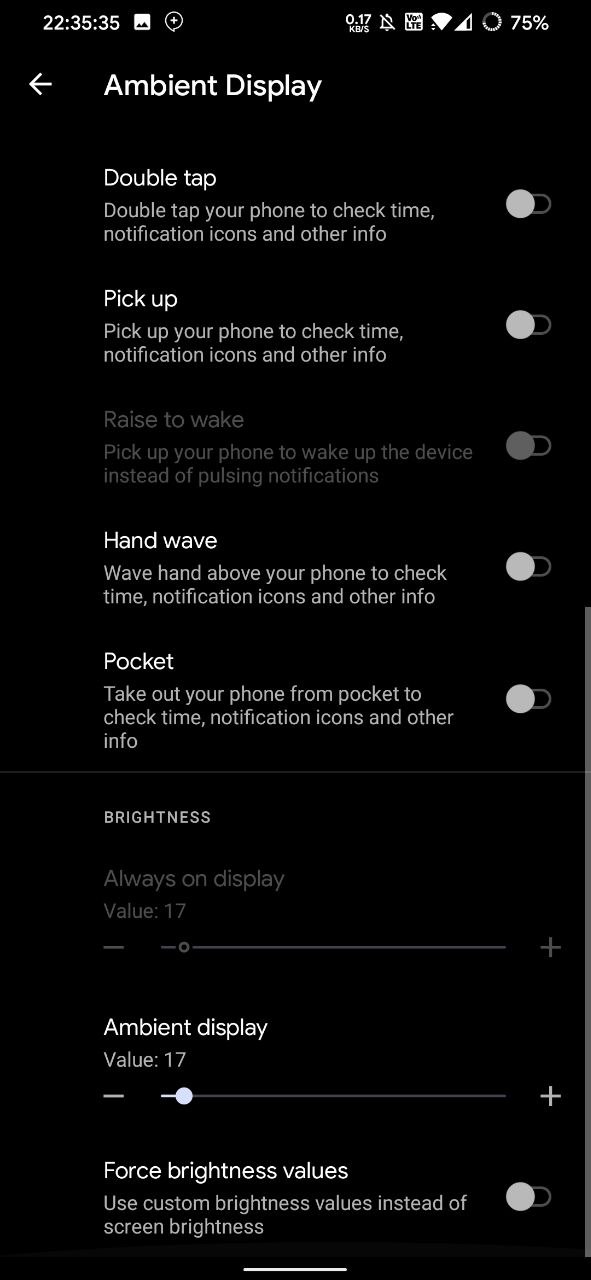 22:35:35 0.17 KB/S Vo LTE 75%
Ambient Display
Double tap
Double tap your phone to check time,
notification icons and other info
Pick up
Pick up your phone to check time,
notification icons and other info
Raise to wake
Pick up your phone to wake up the device
instead of pulsing notifications
Hand wave
Wave hand above your phone to check
time, notification icons and other info
Pocket
Take out your phone from pocket to
check time, notification icons and other
info
BRIGHTNESS
Always on display
Value: 17
Ambient display
Value: 17
Force brightness values
Use custom brightness values instead of
screen brightness